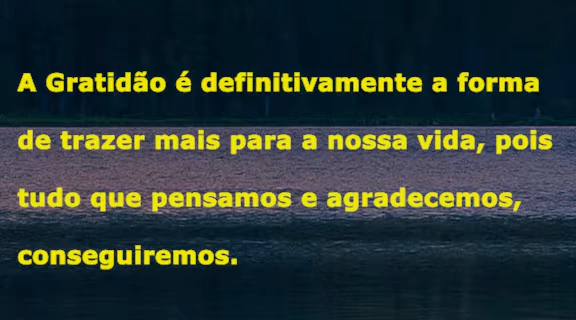 A Gratidão é definitivamente a forma
de trazer mais para a nossa vida, pois
tudo que pensamos e agradecemos,
conseguiremos.